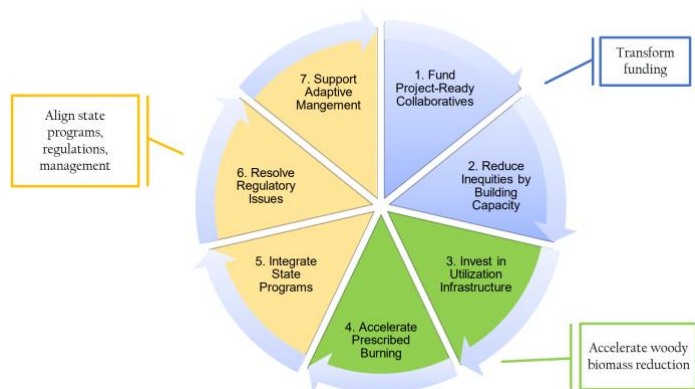 Transform
funding
1. Fund
Project-Ready
Collaboratives
2. Reduce
Inequities by
Building
Capacity
3. Invest in
Utilization
Infrastructure
Accelerate woody
biomass reduction
4. Accelerate
Prescribed
Burning
5. Integrate
State
Programs
6. Resolve
Regulatory
Issues
7. Support
Adaptive
Mangement
Align state
programs,
regulations,
management